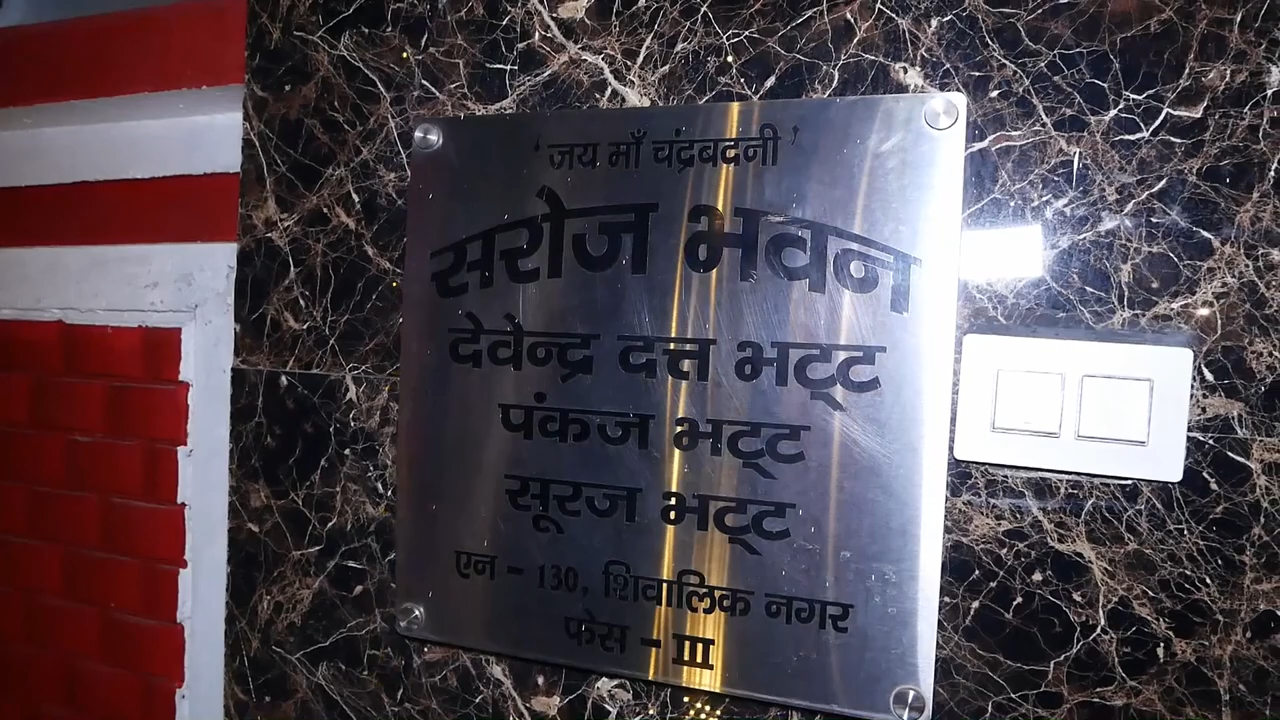 'जय माँ चंद्रबदनी'
सरोज भवन
देवेन्द्र दत्त भट्ट
पंकज भट्ट
सूरज भट्ट
एन - 130, शिवालिक नगर
फेस - III